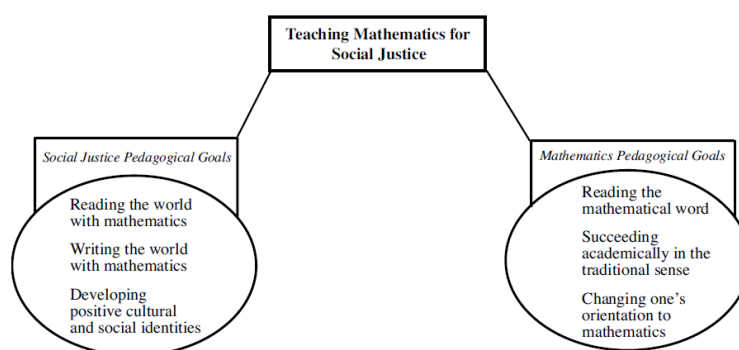 Teaching Mathematics for
Social Justice
Social Justice Pedagogical Goals
Reading the world
with mathematics
Writing the world
with mathematics
Developing
positive cultural
and social identities
Mathematics Pedagogical Goals
Reading the
mathematical word
Succeeding
academically in the
traditional sense
Changing one's
orientation to
mathematics